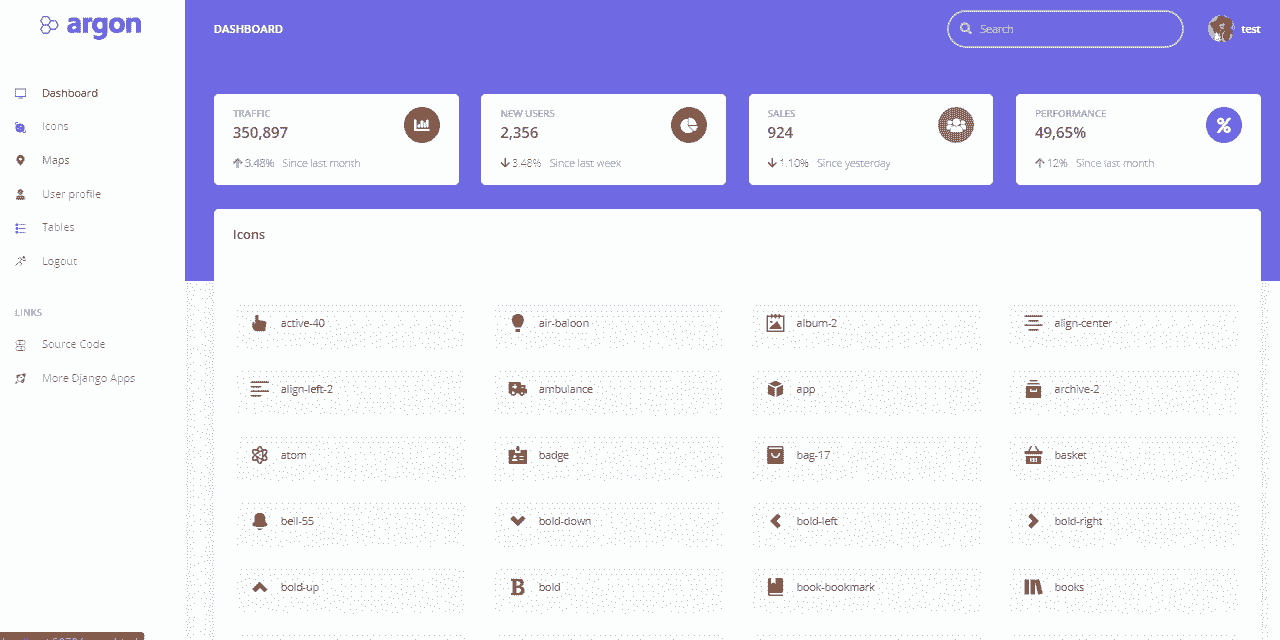 argon
DASHBOARD
Search
test
Dashboard
Icons
Maps
User profile
Tables
Logout
LINKS
Source Code
More Django Apps
TRAFFIC
350,897
3.48% Since last month
NEW USERS
2,356
3.48% Since last week
SALES
924
1.10% Since yesterday
PERFORMANCE
49,65%
12% Since last month
Icons
active-40
air-baloon
album-2
align-center
align-left-2
ambulance
app
archive-2
atom
badge
bag-17
basket
bell-55
bold-down
bold-left
bold-right
bold-up
bold
book-bookmark
books